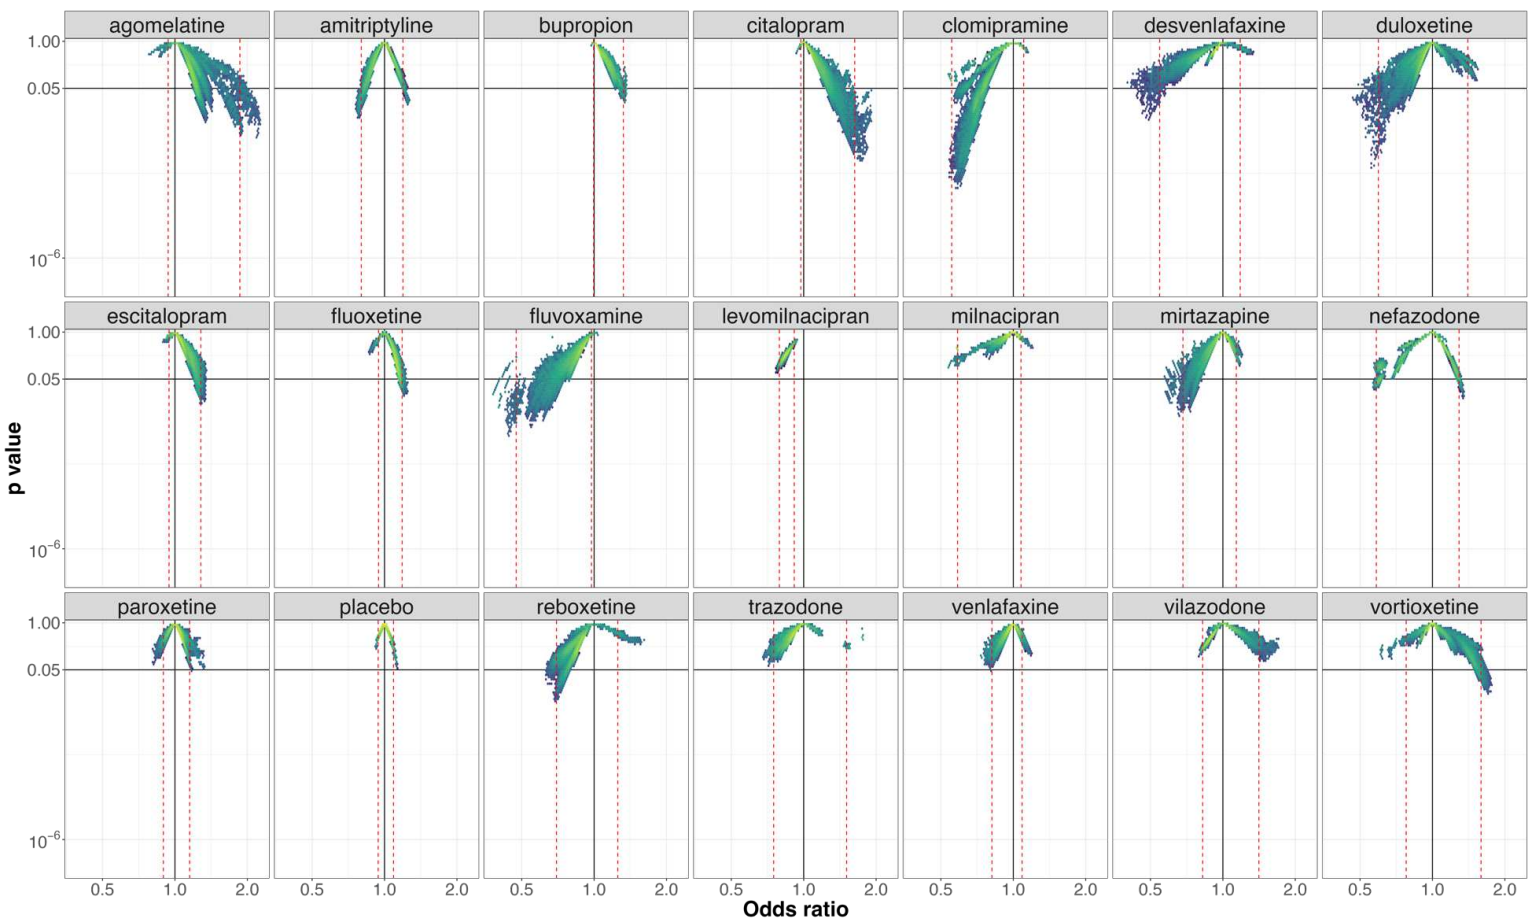 agomelatine amitriptyline bupropion citalopram clomipramine desvenlafaxine duloxetine
1.00
0.05
10⁻⁶
escitalopram fluoxetine fluvoxamine levomilnacipran milnacipran mirtazapine nefazodone
1.00
0.05
10⁻⁶
p value
paroxetine placebo reboxetine trazodone venlafaxine vilazodone vortioxetine
1.00
0.05
10⁻⁶
0.5 1.0 2.0 0.5 1.0 2.0 0.5 1.0 2.0 0.5 1.0 2.0 0.5 1.0 2.0 0.5 1.0 2.0 0.5 1.0 2.0
Odds ratio